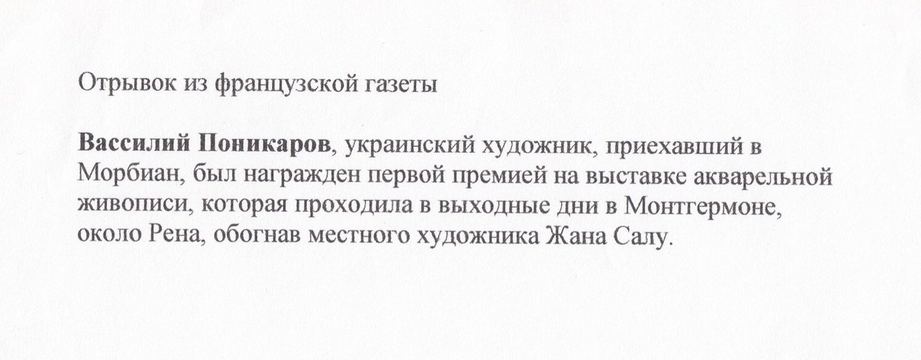 Отрывок из французской газеты
Вассилий Поникаров, украинский художник, приехавший в
Морбиан, был награжден первой премией на выставке акварельной
живописи, которая проходила в выходные дни в Монтгермоне,
около Рена, обогнав местного художника Жана Салу.